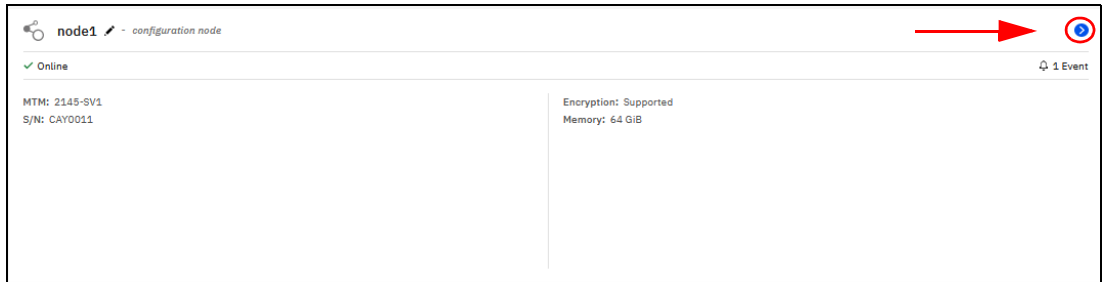 node1 - configuration node
Online
1 Event
MTM: 2145-SV1
S/N: CAY0011
Encryption: Supported
Memory: 64 GiB